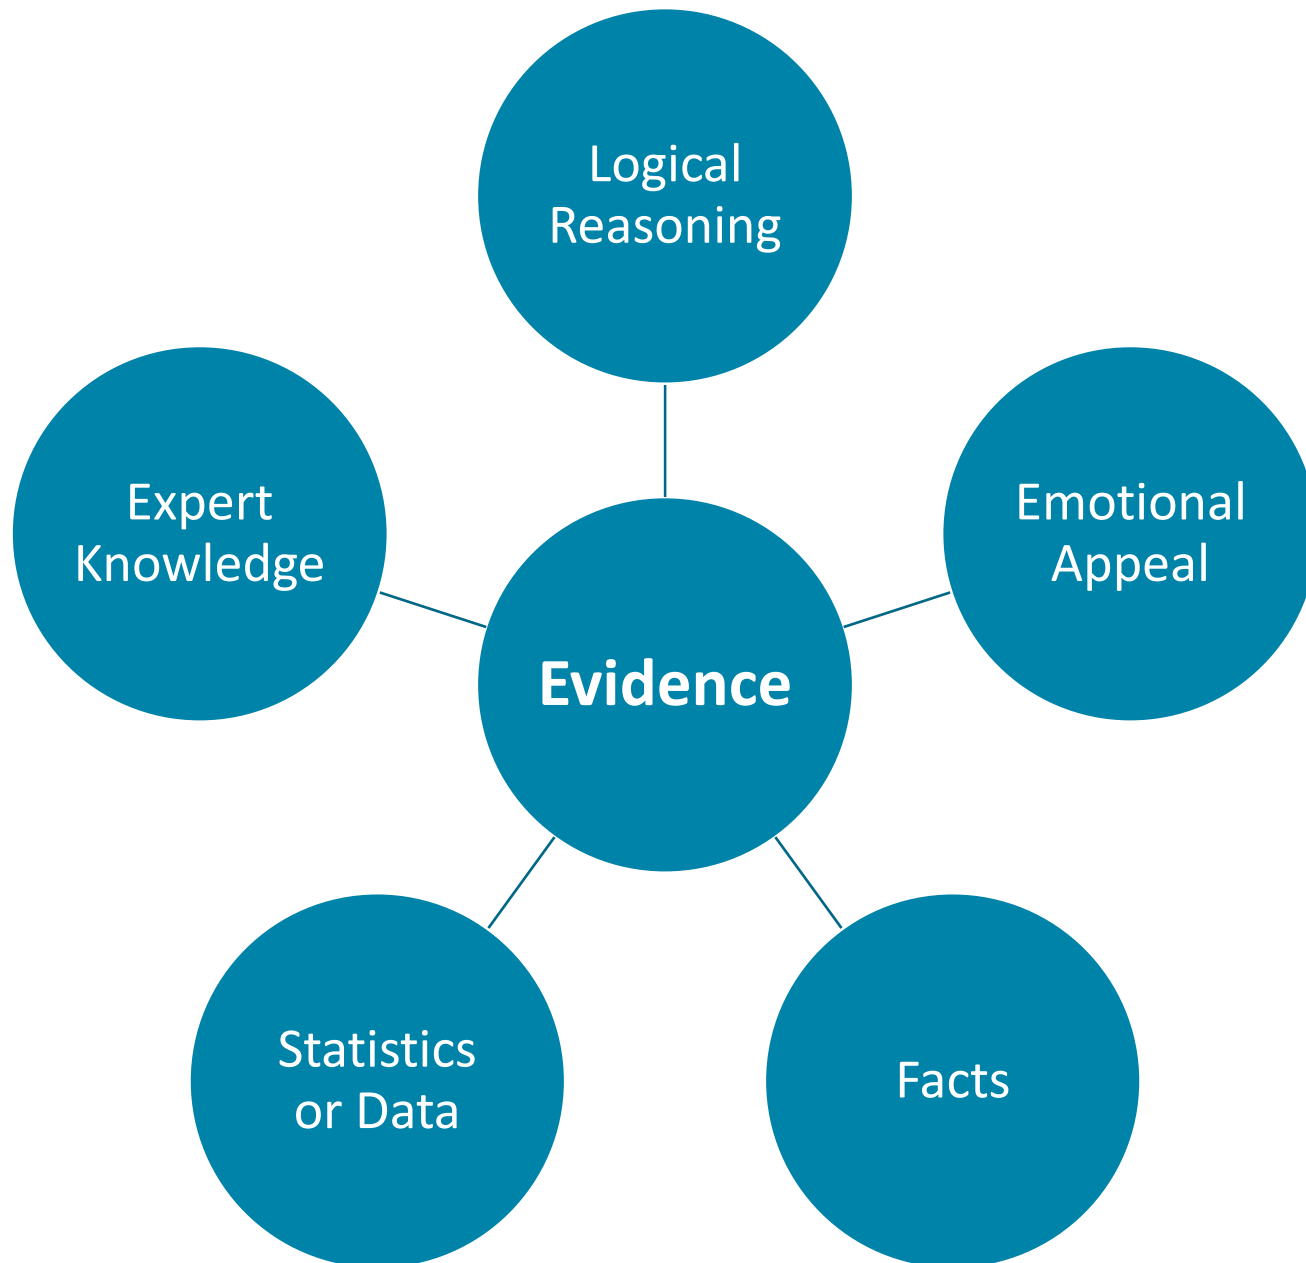 Logical
Reasoning
Emotional
Appeal
Expert
Knowledge
Evidence
Statistics
or Data
Facts